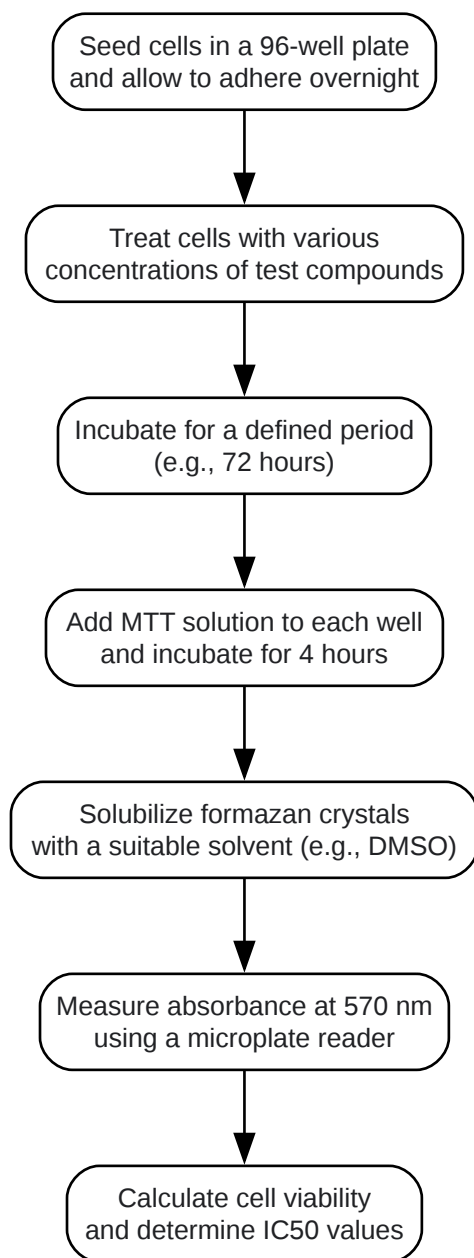 Seed cells in a 96-well plate
and allow to adhere overnight
Treat cells with various
concentrations of test compounds
Incubate for a defined period
(e.g., 72 hours)
Add MTT solution to each well
and incubate for 4 hours
Solubilize formazan crystals
with a suitable solvent (e.g., DMSO)
Measure absorbance at 570 nm
using a microplate reader
Calculate cell viability
and determine IC50 values